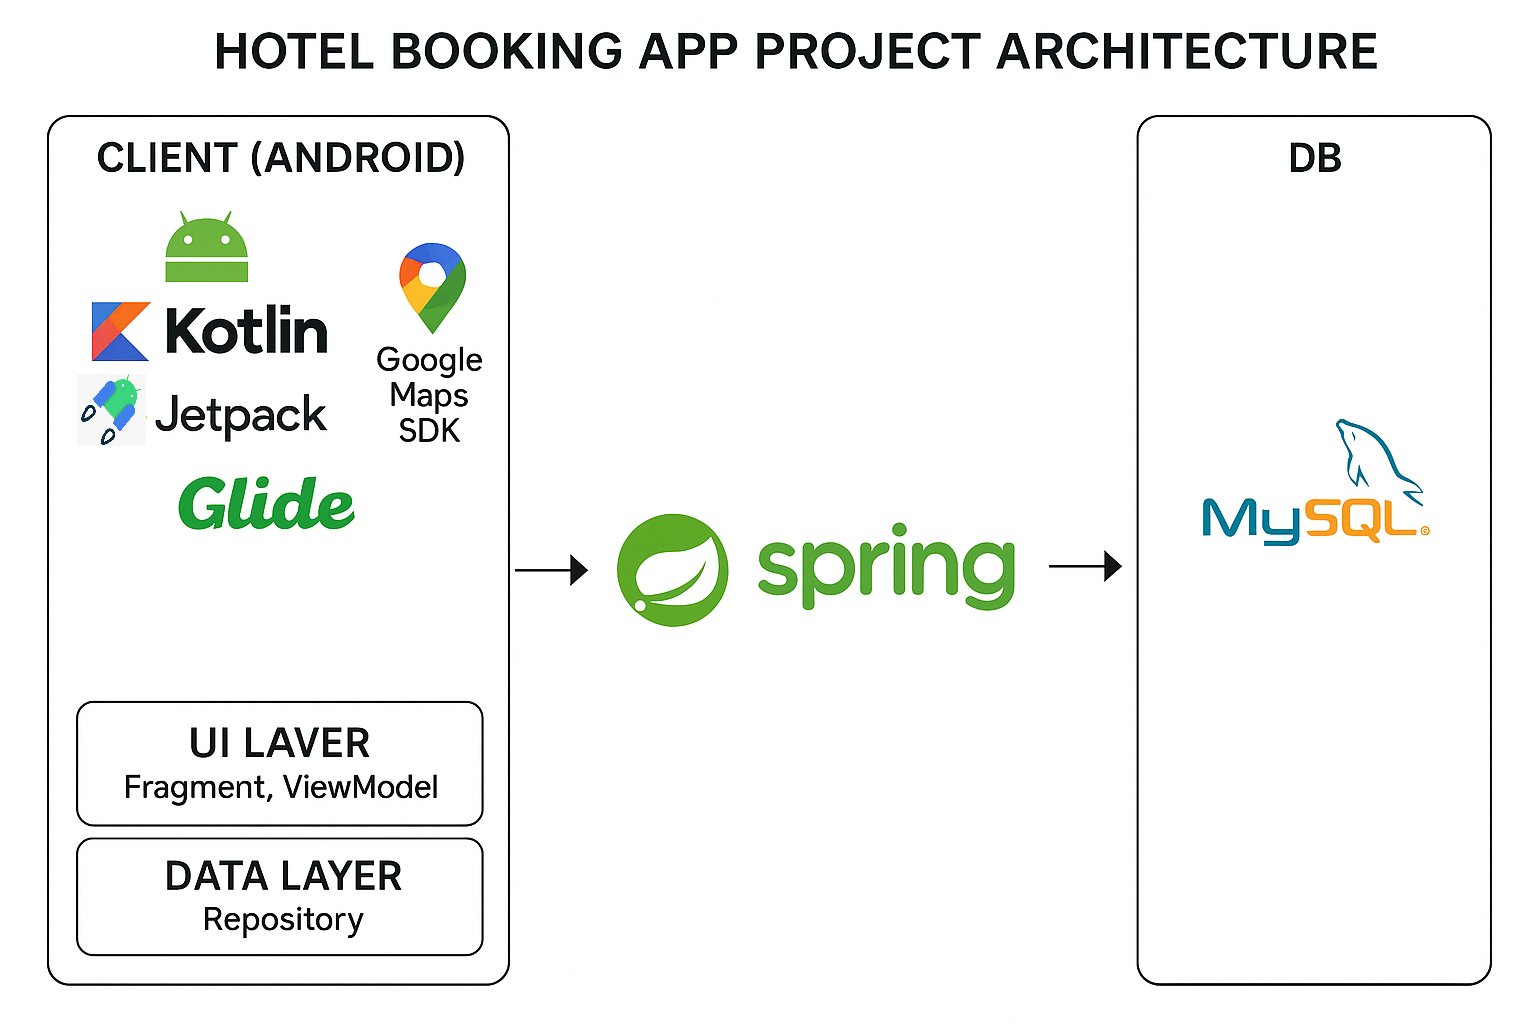 HOTEL BOOKING APP PROJECT ARCHITECTURE
CLIENT (ANDROID)
Kotlin
Jetpack
Google
Maps
SDK
Glide
UI LAVER
Fragment, ViewModel
DATA LAYER
Repository
spring
DB
MySQL